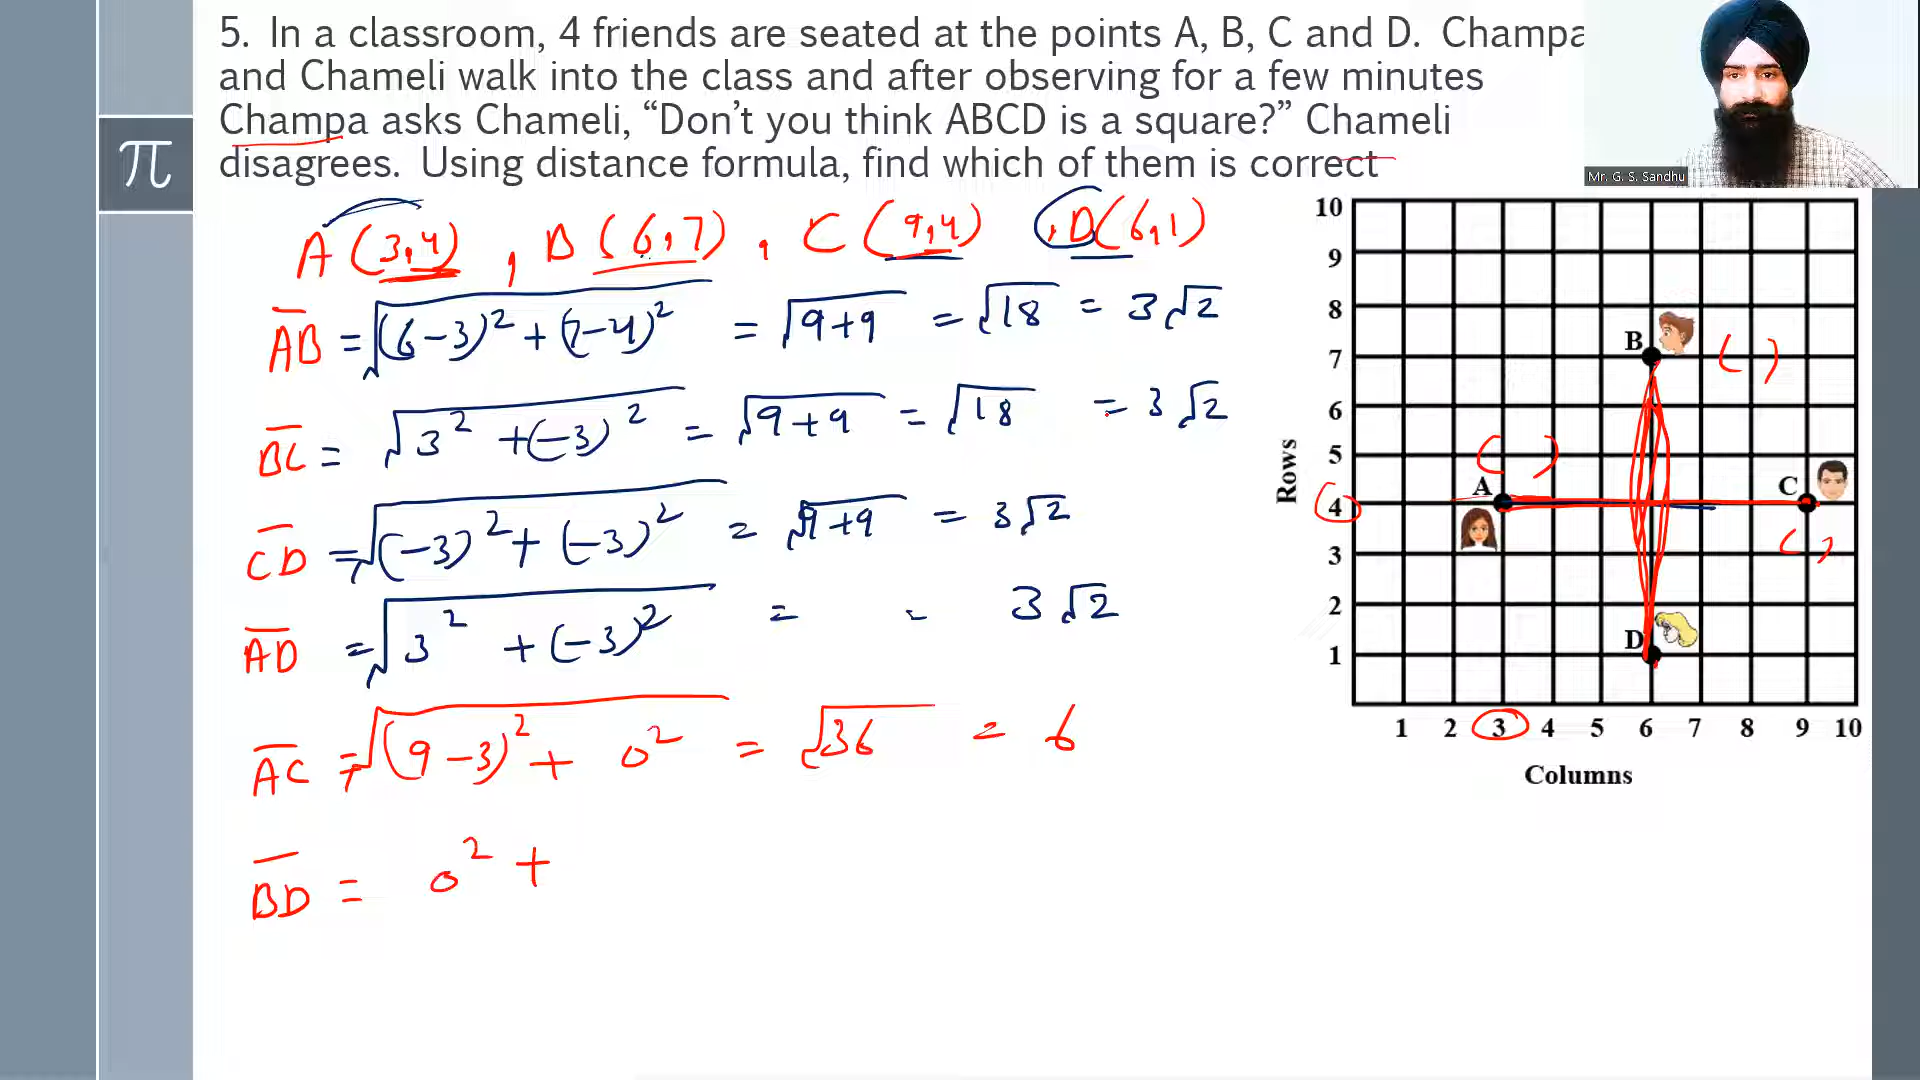 5. In a classroom, 4 friends are seated at the points A, B, C and D. Champa
and Chameli walk into the class and after observing for a few minutes
Champa asks Chameli, “Don’t you think ABCD is a square?” Chameli
disagrees. Using distance formula, find which of them is correct
Mr. G. S. Sandhu
π
A (3,4) , B (6,7) , C (9,4) , D(6,1)
AB = √(6-3)² + (7-4)² = √9+9 = √18 = 3√2
BC = √3² + (-3)² = √9+9 = √18 = 3√2
CD = √(-3)² + (-3)² = √9+9 = 3√2
AD = √3² + (-3)² = = 3√2
AC = √(9-3)² + 0² = √36 = 6
BD = 0² +
10
9
8
7
6
5
4
3
2
1
Rows
B ( )
( )
A
C
( )
D
1 2 3 4 5 6 7 8 9 10
Columns